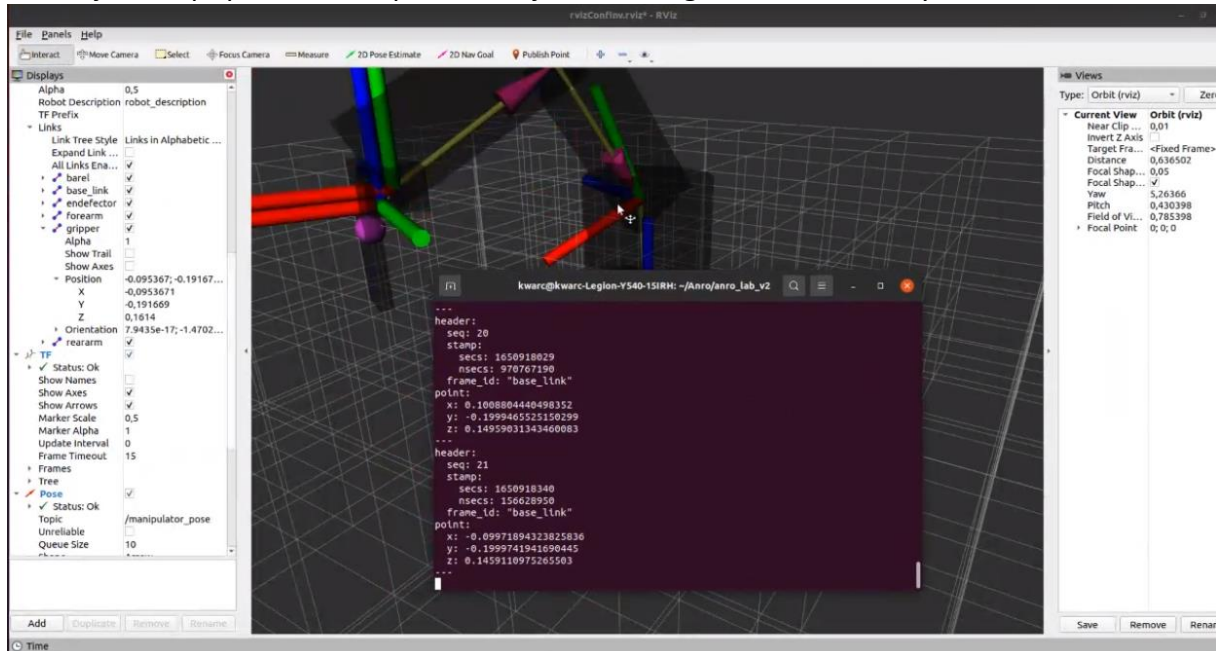 rvizConfInv.rviz* - RViz
File Panels Help
Interact Move Camera Select Focus Camera Measure 2D Pose Estimate 2D Nav Goal Publish Point
Displays
Alpha 0,5
Robot Description robot_description
TF Prefix
Links
Link Tree Style Links in Alphabetic ...
Expand Link ...
All Links Ena...
barel
base_link
endefector
forearm
gripper
Alpha 1
Show Trail
Show Axes
Position -0.095367; -0.19167...
X -0,0953671
Y -0,191669
Z 0,1614
Orientation 7.9435e-17; -1.4702...
reararm
TF
Status: Ok
Show Names
Show Axes
Show Arrows
Marker Scale 0,5
Marker Alpha 1
Update Interval 0
Frame Timeout 15
Frames
Tree
Pose
Status: Ok
Topic /manipulator_pose
Unreliable
Queue Size 10
Add Duplicate Remove Rename
Time
kwarc@kwarc-Legion-Y540-15IRH: ~/Anro/anro_lab_v2
---
header:
seq: 20
stamp:
secs: 1650918029
nsecs: 970767190
frame_id: "base_link"
point:
x: 0.1008804440498352
y: -0.1999465525150299
z: 0.14959031343460083
---
header:
seq: 21
stamp:
secs: 1650918340
nsecs: 156628950
frame_id: "base_link"
point:
x: -0.09971894323825836
y: -0.1999741941690445
z: 0.1459110975265503
---
Views
Type: Orbit (rviz) Zero
Current View Orbit (rviz)
Near Clip ... 0,01
Invert Z Axis
Target Fra... <Fixed Frame>
Distance 0,636502
Focal Shap... 0,05
Focal Shap...
Yaw 5,26366
Pitch 0,430398
Field of Vi... 0,785398
Focal Point 0; 0; 0
Save Remove Renar